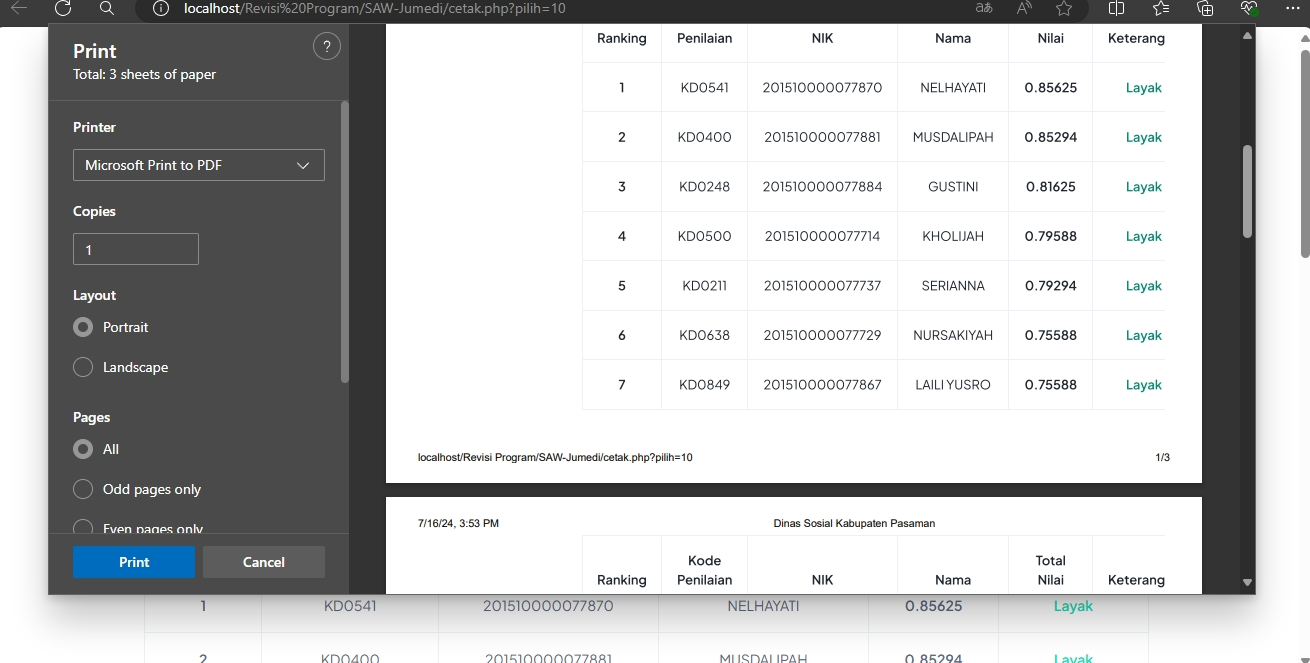 localhost/Revisi%20Program/SAW-Jumedi/cetak.php?pilih=10
Print
Total: 3 sheets of paper
?
Printer
Microsoft Print to PDF
Copies
1
Layout
Portrait
Landscape
Pages
All
Odd pages only
Even pages only
Print
Cancel
Ranking Penilaian NIK Nama Nilai Keterang
1 KD0541 201510000077870 NELHAYATI 0.85625 Layak
2 KD0400 201510000077881 MUSDALIPAH 0.85294 Layak
3 KD0248 201510000077884 GUSTINI 0.81625 Layak
4 KD0500 201510000077714 KHOLIJAH 0.79588 Layak
5 KD0211 201510000077737 SERIANNA 0.79294 Layak
6 KD0638 201510000077729 NURSAKIYAH 0.75588 Layak
7 KD0849 201510000077867 LAILI YUSRO 0.75588 Layak
localhost/Revisi Program/SAW-Jumedi/cetak.php?pilih=10 1/3
7/16/24, 3:53 PM Dinas Sosial Kabupaten Pasaman
Kode Total
Ranking Penilaian NIK Nama Nilai Keterang
1 KD0541 201510000077870 NELHAYATI 0.85625 Layak
2 KD0400 201510000077881 MUSDALIPAH 0.85294 Layak